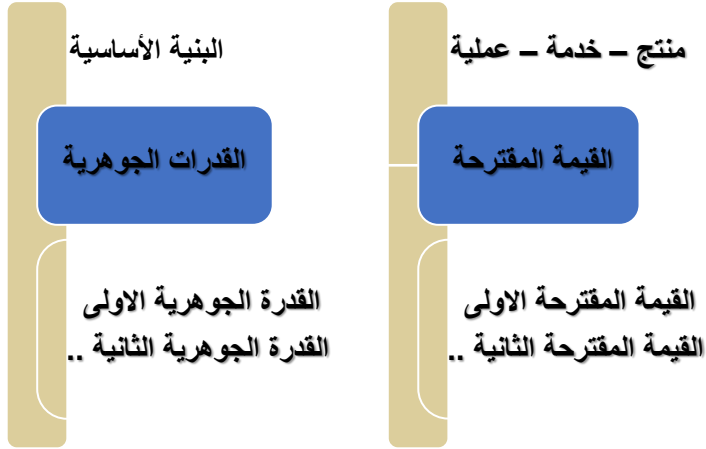 منتج – خدمة – عملية
القيمة المقترحة
القيمة المقترحة الاولى
القيمة المقترحة الثانية ..
البنية الأساسية
القدرات الجوهرية
القدرة الجوهرية الاولى
القدرة الجوهرية الثانية ..